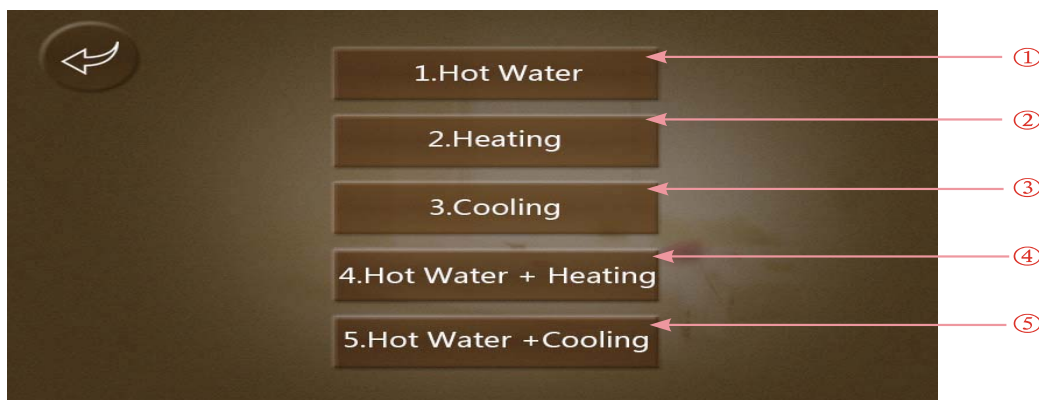 1.Hot Water
①
2.Heating
②
3.Cooling
③
4.Hot Water + Heating
④
5.Hot Water +Cooling
⑤